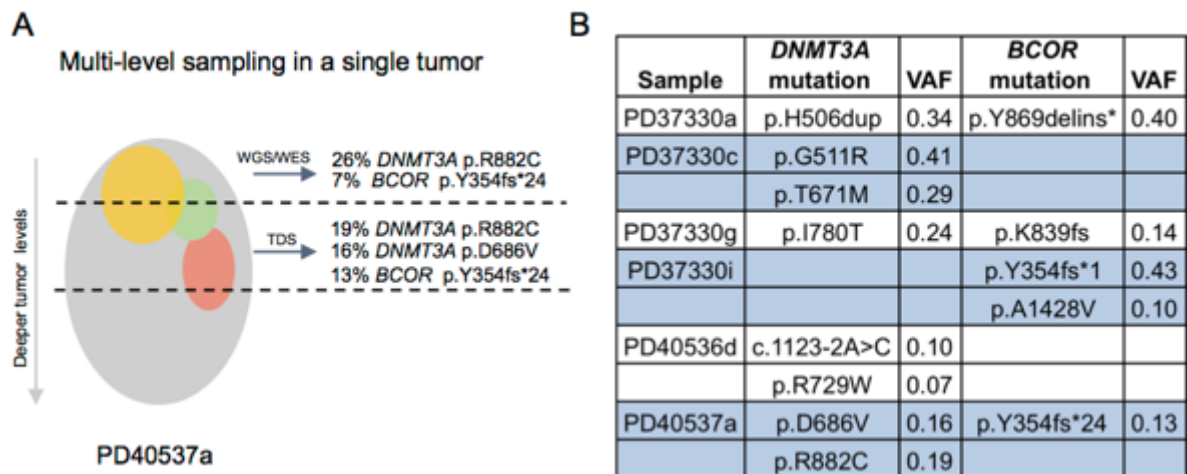 A
Multi-level sampling in a single tumor
WGS/WES
26% DNMT3A p.R882C
7% BCOR p.Y354fs*24
TDS
19% DNMT3A p.R882C
16% DNMT3A p.D686V
13% BCOR p.Y354fs*24
Deeper tumor levels
PD40537a
B
Sample DNMT3A mutation VAF BCOR mutation VAF
PD37330a p.H506dup 0.34 p.Y869delins* 0.40
PD37330c p.G511R 0.41
p.T671M 0.29
PD37330g p.I780T 0.24 p.K839fs 0.14
PD37330i p.Y354fs*1 0.43
p.A1428V 0.10
PD40536d c.1123-2A>C 0.10
p.R729W 0.07
PD40537a p.D686V 0.16 p.Y354fs*24 0.13
p.R882C 0.19